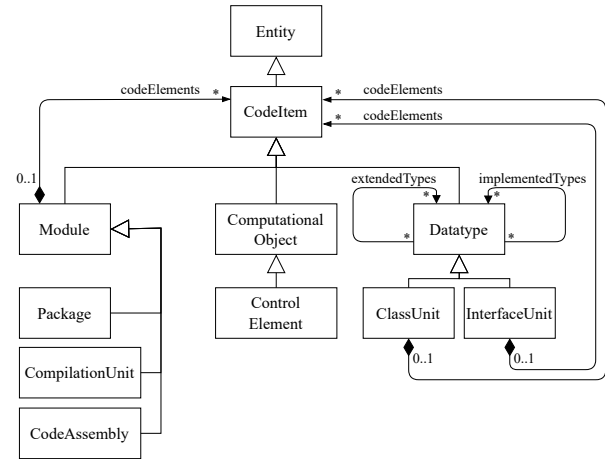 Entity
codeElements
*
*
codeElements
CodeItem
*
codeElements
0..1
extendedTypes
implementedTypes
*
*
Module
Computational
Object
Datatype
*
*
Package
Control
Element
ClassUnit
InterfaceUnit
CompilationUnit
0..1
0..1
CodeAssembly